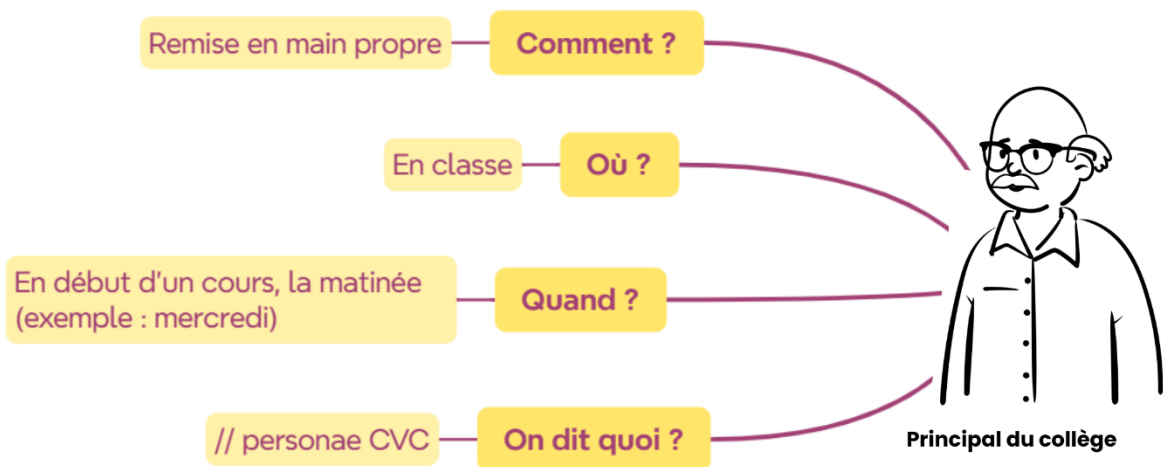 Remise en main propre
Comment ?
En classe
Où ?
En début d'un cours, la matinée
(exemple : mercredi)
Quand ?
// personae CVC
On dit quoi ?
Principal du collège